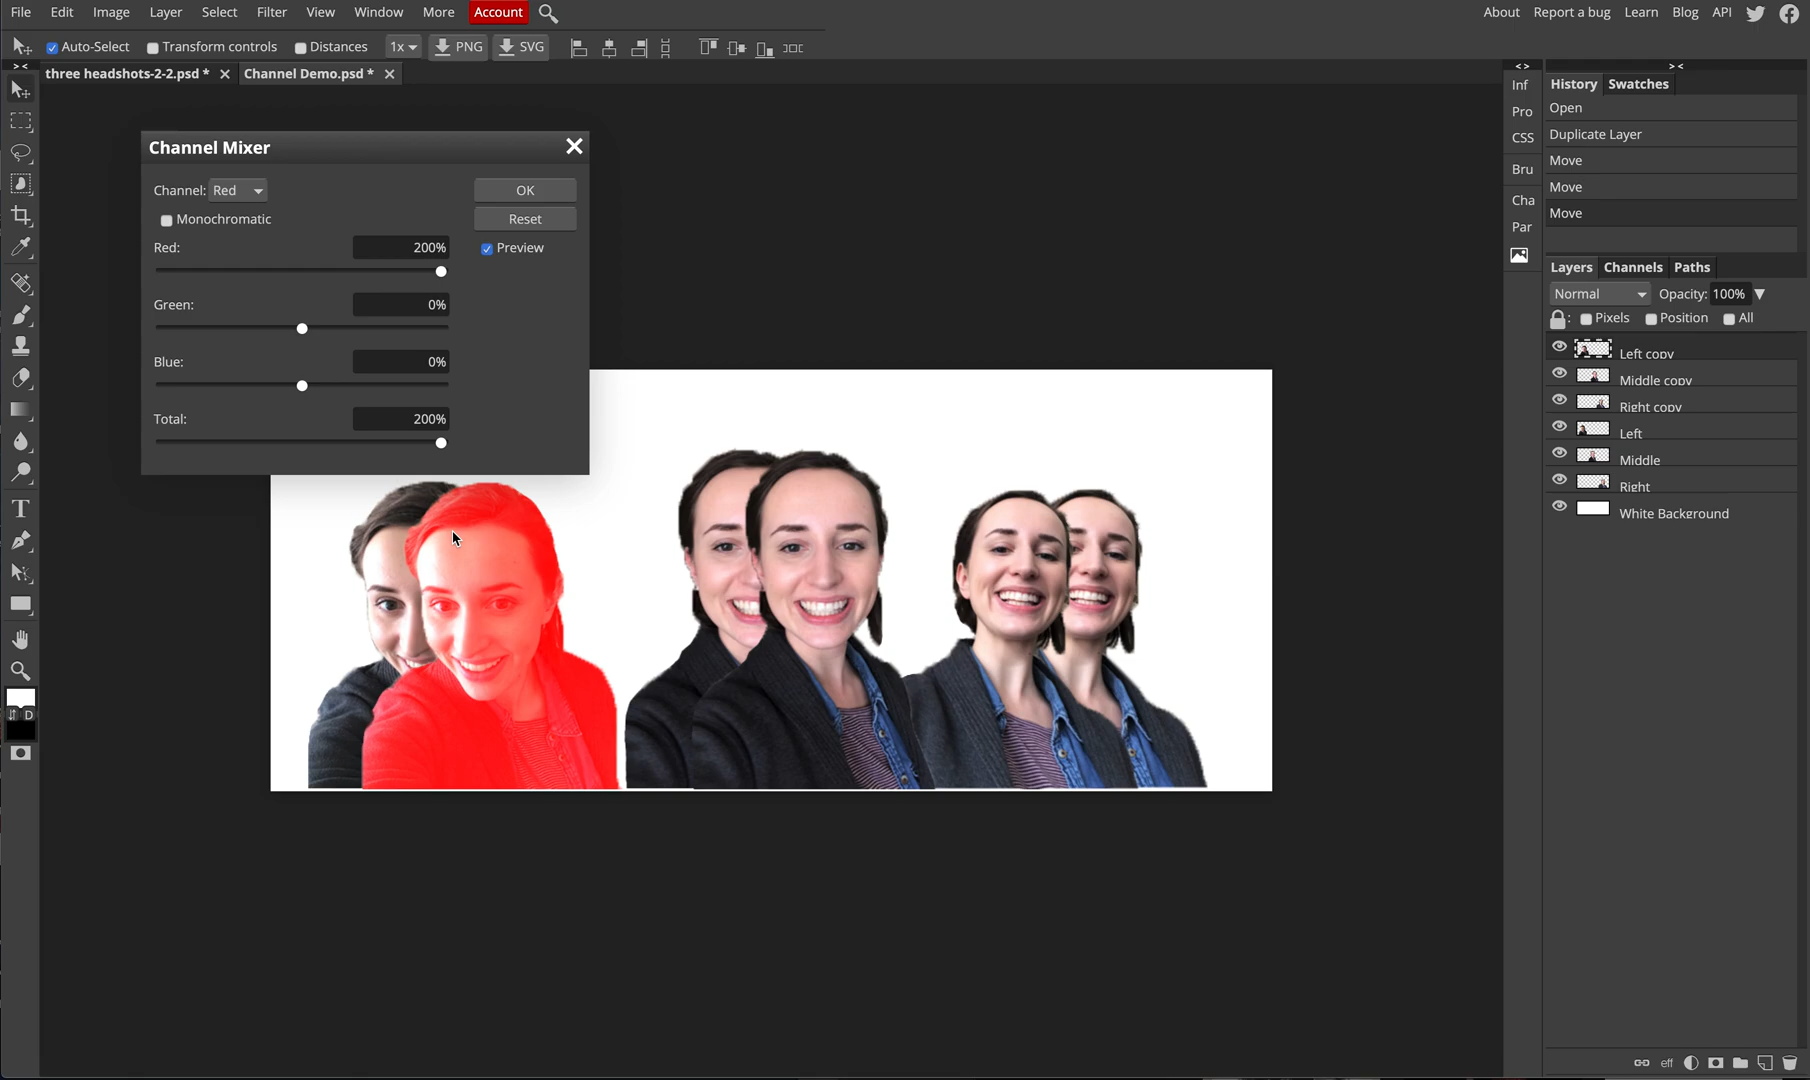 File Edit Image Layer Select Filter View Window More Account About Report a bug Learn Blog API
Auto-Select Transform controls Distances 1x PNG SVG
three headshots-2-2.psd * Channel Demo.psd *
Channel Mixer
Channel: Red OK
Monochromatic Reset
Red: 200% Preview
Green: 0%
Blue: 0%
Total: 200%
D
Inf
Pro
CSS
Bru
Cha
Par
History Swatches
Open
Duplicate Layer
Move
Move
Move
Layers Channels Paths
Normal Opacity: 100%
: Pixels Position All
Left copy
Middle copy
Right copy
Left
Middle
Right
White Background
eff